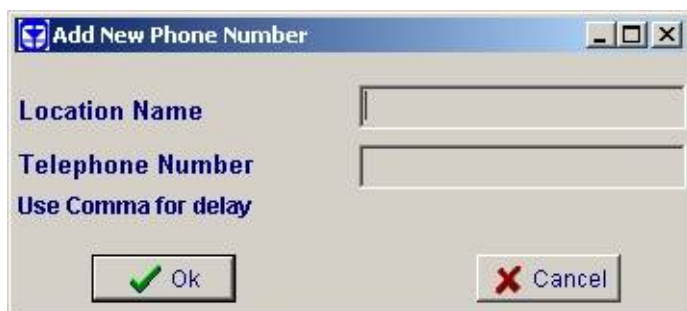 Add New Phone Number
Location Name
Telephone Number
Use Comma for delay
Ok
Cancel